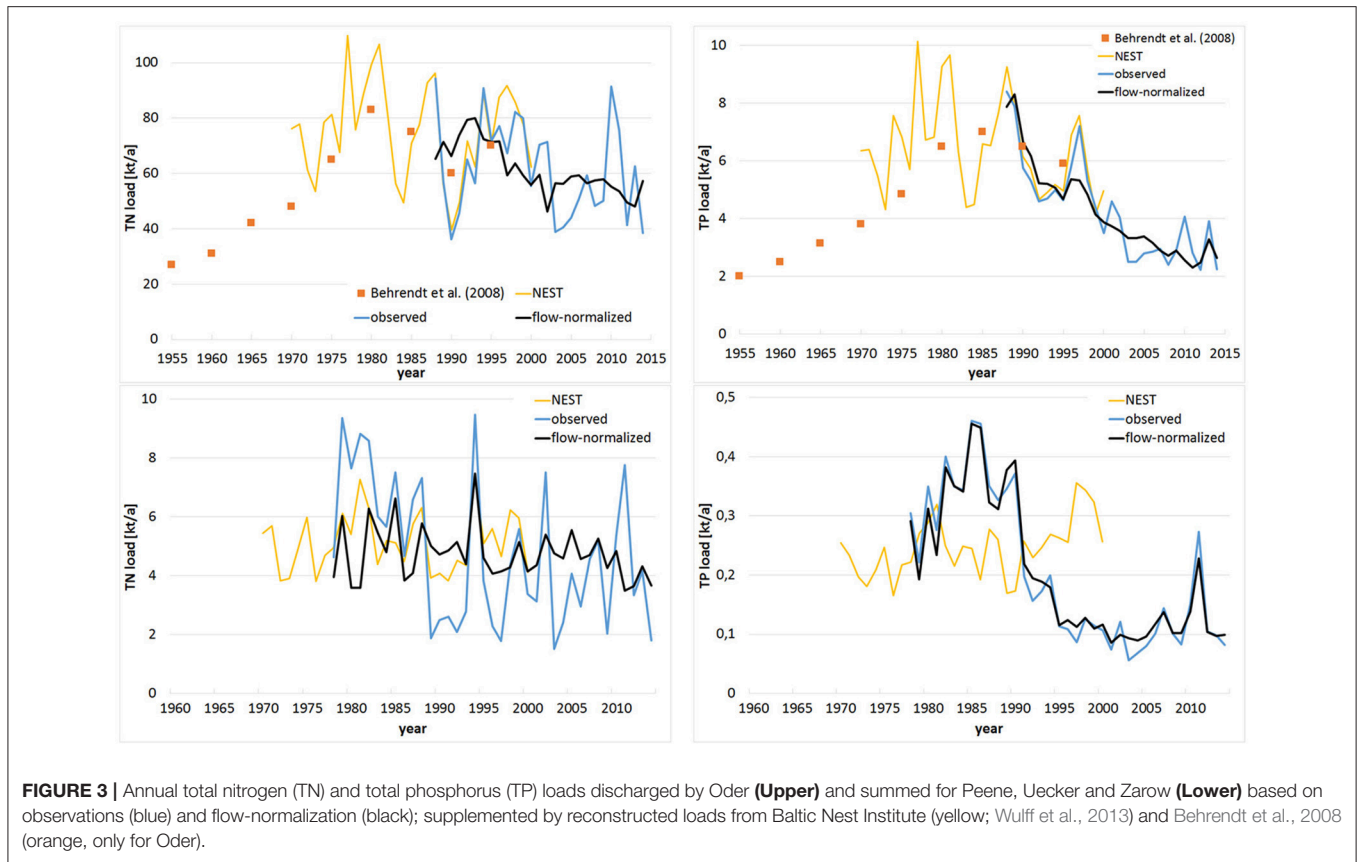 TN load [kt/a]
100
80
60
40
20
0
1955 1960 1965 1970 1975 1980 1985 1990 1995 2000 2005 2010 2015
year
Behrendt et al. (2008)
NEST
observed
flow-normalized
TP load [kt/a]
10
8
6
4
2
0
1955 1960 1965 1970 1975 1980 1985 1990 1995 2000 2005 2010 2015
year
Behrendt et al. (2008)
NEST
observed
flow-normalized
TN load [kt/a]
10
8
6
4
2
0
1960 1965 1970 1975 1980 1985 1990 1995 2000 2005 2010
year
NEST
observed
flow-normalized
TP load [kt/a]
0,5
0,4
0,3
0,2
0,1
0
1960 1965 1970 1975 1980 1985 1990 1995 2000 2005 2010
year
NEST
observed
flow-normalized
FIGURE 3 | Annual total nitrogen (TN) and total phosphorus (TP) loads discharged by Oder (Upper) and summed for Peene, Uecker and Zarow (Lower) based on
observations (blue) and flow-normalization (black); supplemented by reconstructed loads from Baltic Nest Institute (yellow; Wulff et al., 2013) and Behrendt et al., 2008
(orange, only for Oder).